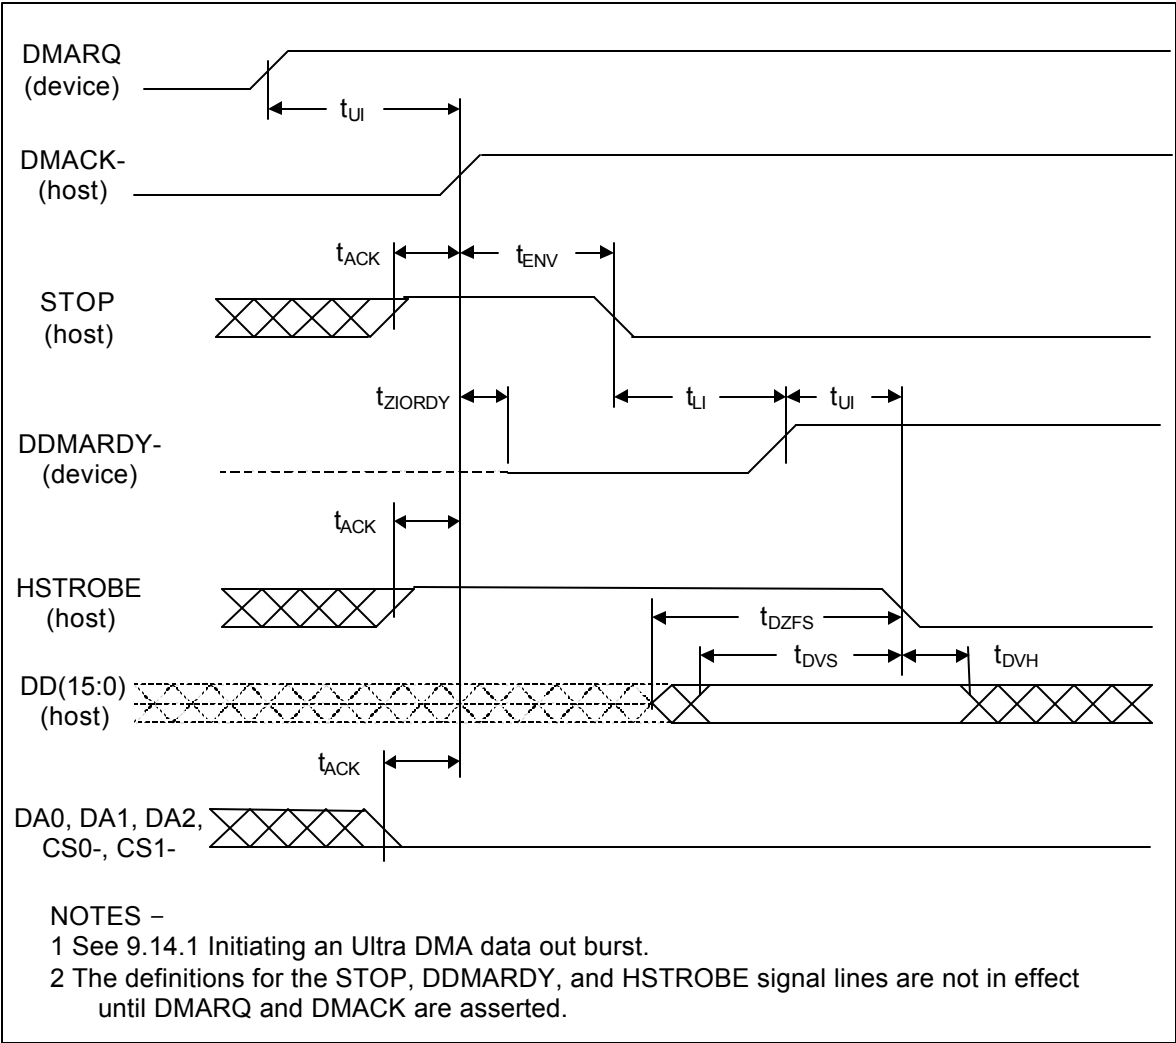 DMARQ
(device)
tUI
DMACK-
(host)
tACK
tENV
STOP
(host)
tZIORDY
tLI
tUI
DDMARDY-
(device)
tACK
HSTROBE
(host)
tDZFS
tDVS
tDVH
DD(15:0)
(host)
tACK
DA0, DA1, DA2,
CS0-, CS1-
NOTES –
1 See 9.14.1 Initiating an Ultra DMA data out burst.
2 The definitions for the STOP, DDMARDY, and HSTROBE signal lines are not in effect
until DMARQ and DMACK are asserted.